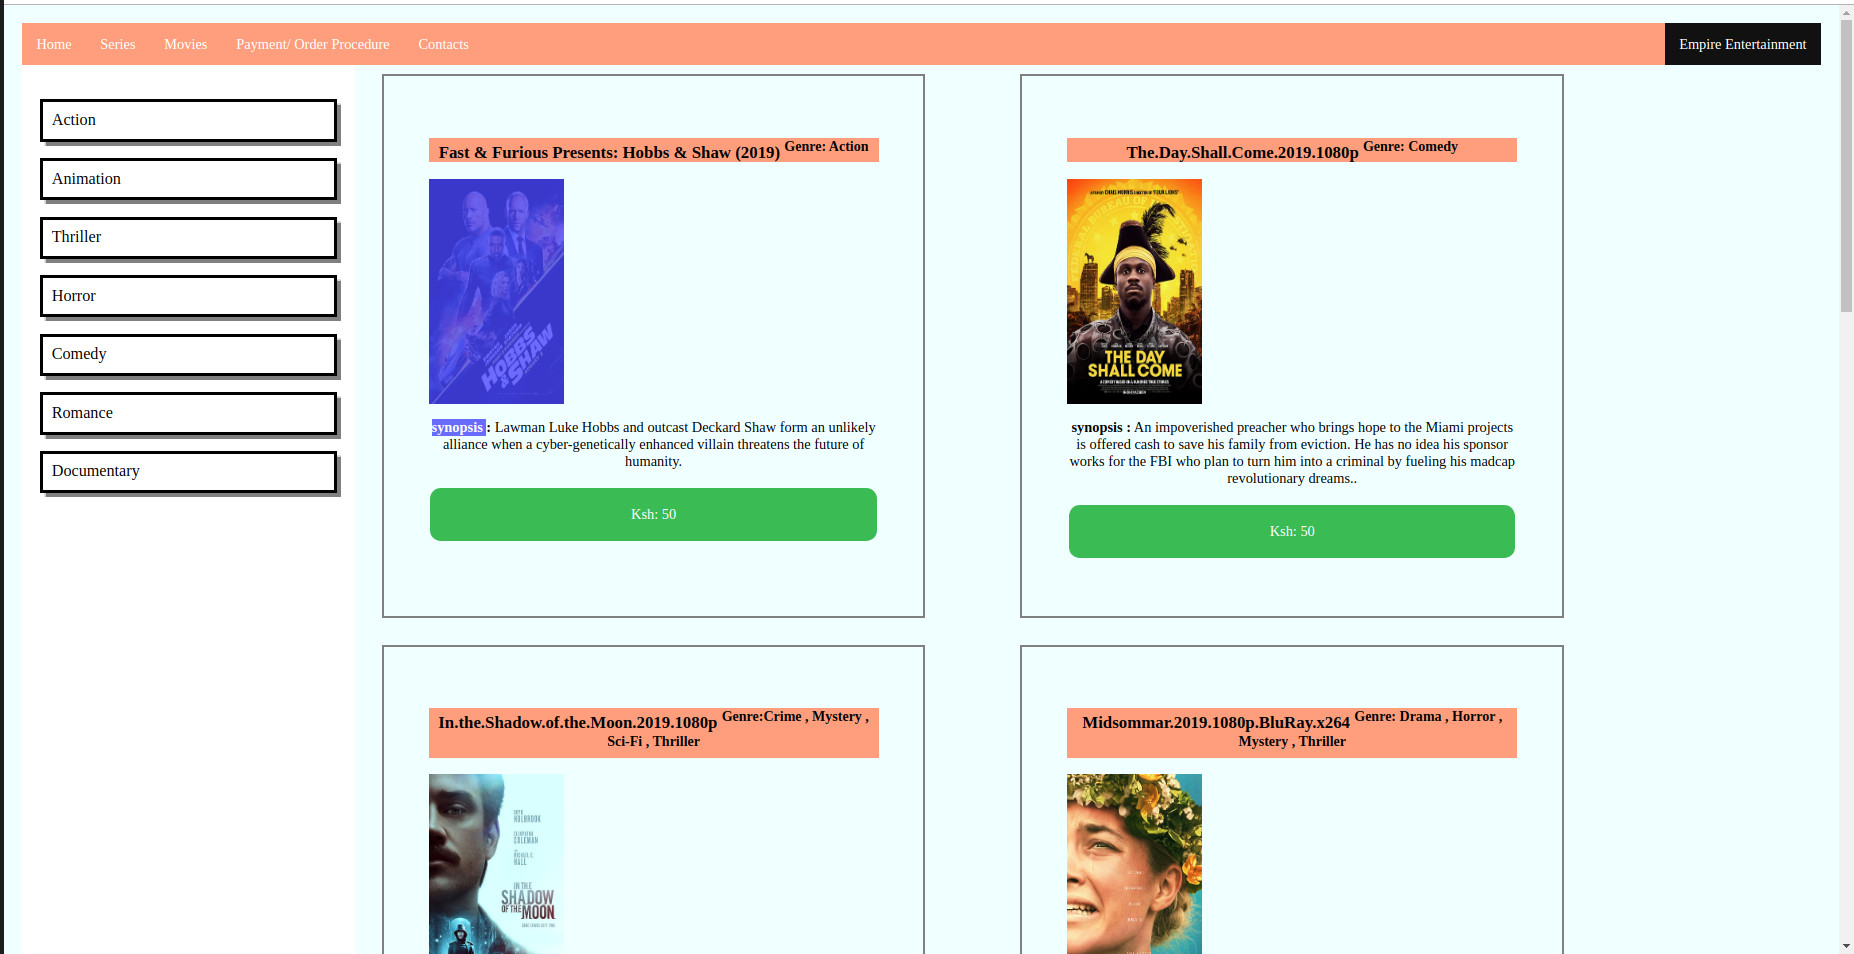 Home Series Movies Payment/ Order Procedure Contacts Empire Entertainment
Action
Animation
Thriller
Horror
Comedy
Romance
Documentary
Fast & Furious Presents: Hobbs & Shaw (2019) Genre: Action
HOBBS
& SHAW
synopsis : Lawman Luke Hobbs and outcast Deckard Shaw form an unlikely
alliance when a cyber-genetically enhanced villain threatens the future of
humanity.
Ksh: 50
The.Day.Shall.Come.2019.1080p Genre: Comedy
THE DAY
SHALL COME
synopsis : An impoverished preacher who brings hope to the Miami projects
is offered cash to save his family from eviction. He has no idea his sponsor
works for the FBI who plan to turn him into a criminal by fueling his madcap
revolutionary dreams..
Ksh: 50
In.the.Shadow.of.the.Moon.2019.1080p Genre:Crime , Mystery ,
Sci-Fi , Thriller
HOLBROOK
COLEMAN
HALL
IN THE
SHADOW
OF THE MOON
Midsommar.2019.1080p.BluRay.x264 Genre: Drama , Horror ,
Mystery , Thriller